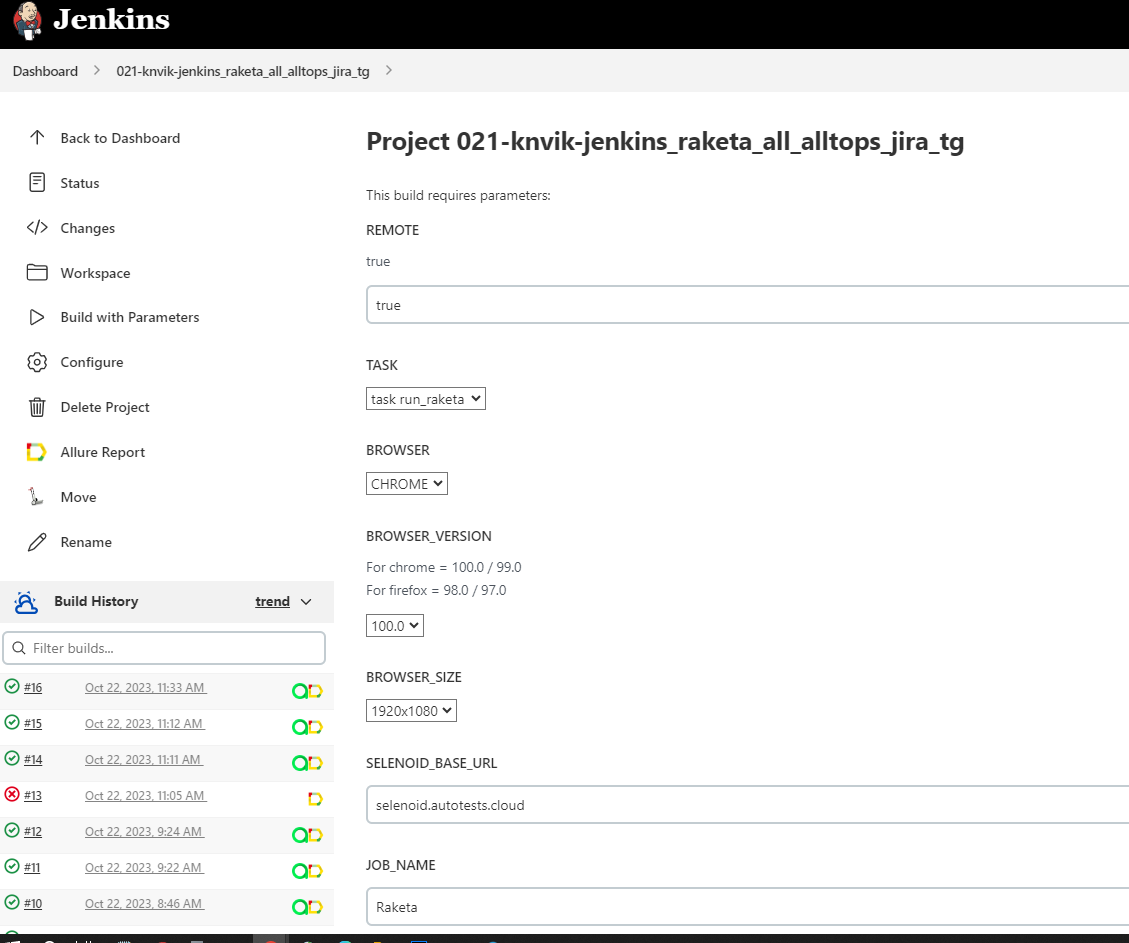 Jenkins
Dashboard
021-knvik-jenkins_raketa_all_alltops_jira_tg
Back to Dashboard
Status
Changes
Workspace
Build with Parameters
Configure
Delete Project
Allure Report
Move
Rename
Build History
trend
Filter builds...
#16 Oct 22, 2023, 11:33 AM
#15 Oct 22, 2023, 11:12 AM
#14 Oct 22, 2023, 11:11 AM
#13 Oct 22, 2023, 11:05 AM
#12 Oct 22, 2023, 9:24 AM
#11 Oct 22, 2023, 9:22 AM
#10 Oct 22, 2023, 8:46 AM
Project 021-knvik-jenkins_raketa_all_alltops_jira_tg
This build requires parameters:
REMOTE
true
true
TASK
task run_raketa
BROWSER
CHROME
BROWSER_VERSION
For chrome = 100.0 / 99.0
For firefox = 98.0 / 97.0
100.0
BROWSER_SIZE
1920x1080
SELENOID_BASE_URL
selenoid.autotests.cloud
JOB_NAME
Raketa